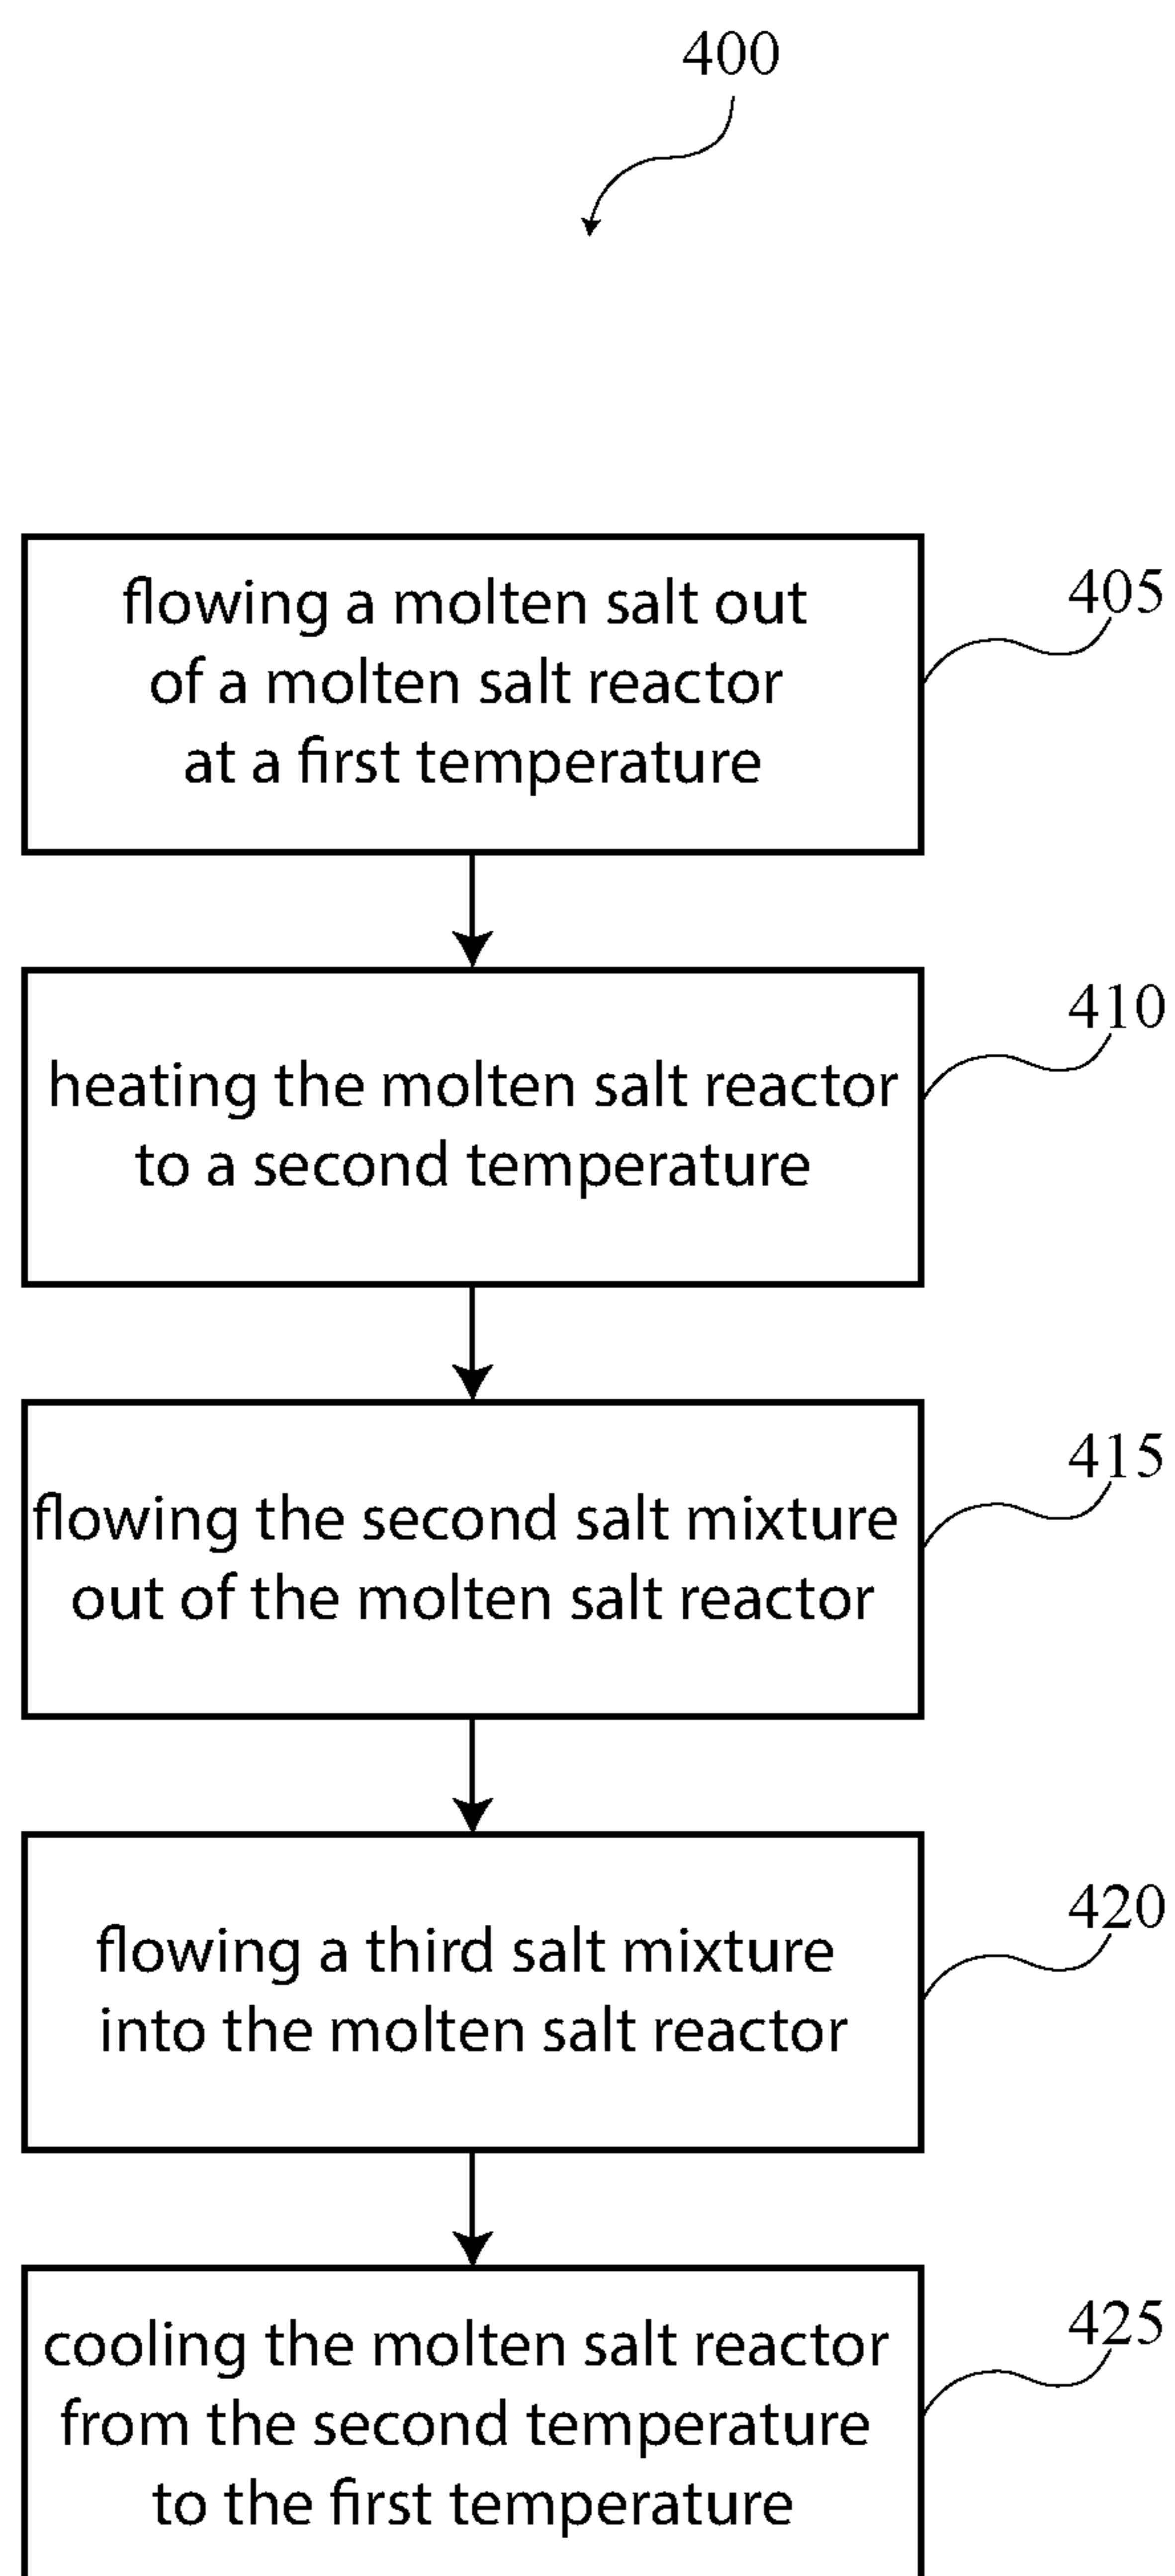 400
flowing a molten salt out
of a molten salt reactor
at a first temperature
405
heating the molten salt reactor
to a second temperature
410
flowing the second salt mixture
out of the molten salt reactor
415
flowing a third salt mixture
into the molten salt reactor
420
cooling the molten salt reactor
from the second temperature
to the first temperature
425